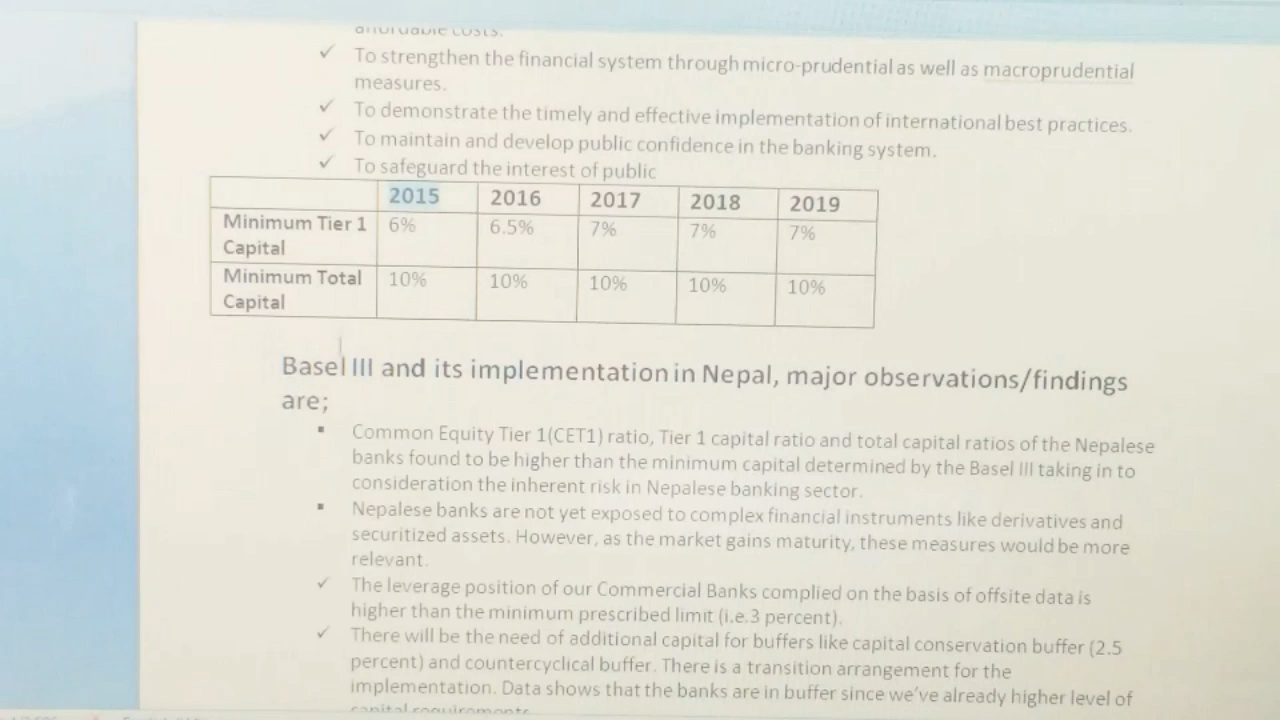 affordable costs.
✓ To strengthen the financial system through micro-prudential as well as macroprudential
measures.
✓ To demonstrate the timely and effective implementation of international best practices.
✓ To maintain and develop public confidence in the banking system.
✓ To safeguard the interest of public
2015 2016 2017 2018 2019
Minimum Tier 1 Capital 6% 6.5% 7% 7% 7%
Minimum Total Capital 10% 10% 10% 10% 10%
Basel III and its implementation in Nepal, major observations/findings
are;
▪ Common Equity Tier 1(CET1) ratio, Tier 1 capital ratio and total capital ratios of the Nepalese
banks found to be higher than the minimum capital determined by the Basel III taking in to
consideration the inherent risk in Nepalese banking sector.
▪ Nepalese banks are not yet exposed to complex financial instruments like derivatives and
securitized assets. However, as the market gains maturity, these measures would be more
relevant.
✓ The leverage position of our Commercial Banks complied on the basis of offsite data is
higher than the minimum prescribed limit (i.e.3 percent).
✓ There will be the need of additional capital for buffers like capital conservation buffer (2.5
percent) and countercyclical buffer. There is a transition arrangement for the
implementation. Data shows that the banks are in buffer since we've already higher level of
capital requirements